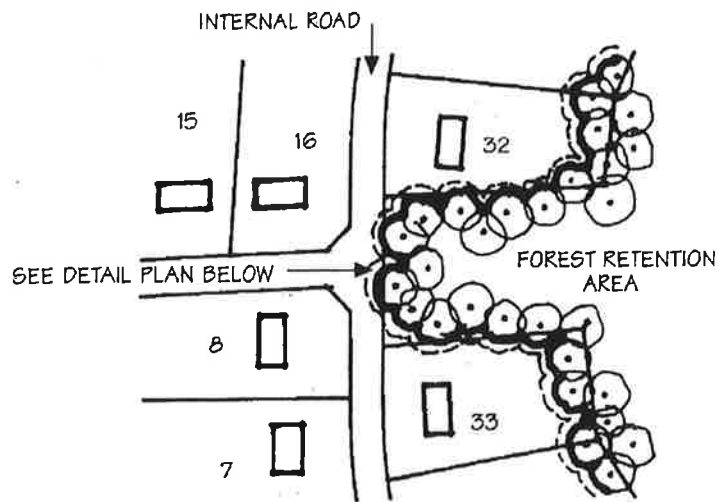 INTERNAL ROAD
15
16
32
SEE DETAIL PLAN BELOW
FOREST RETENTION
AREA
8
33
7